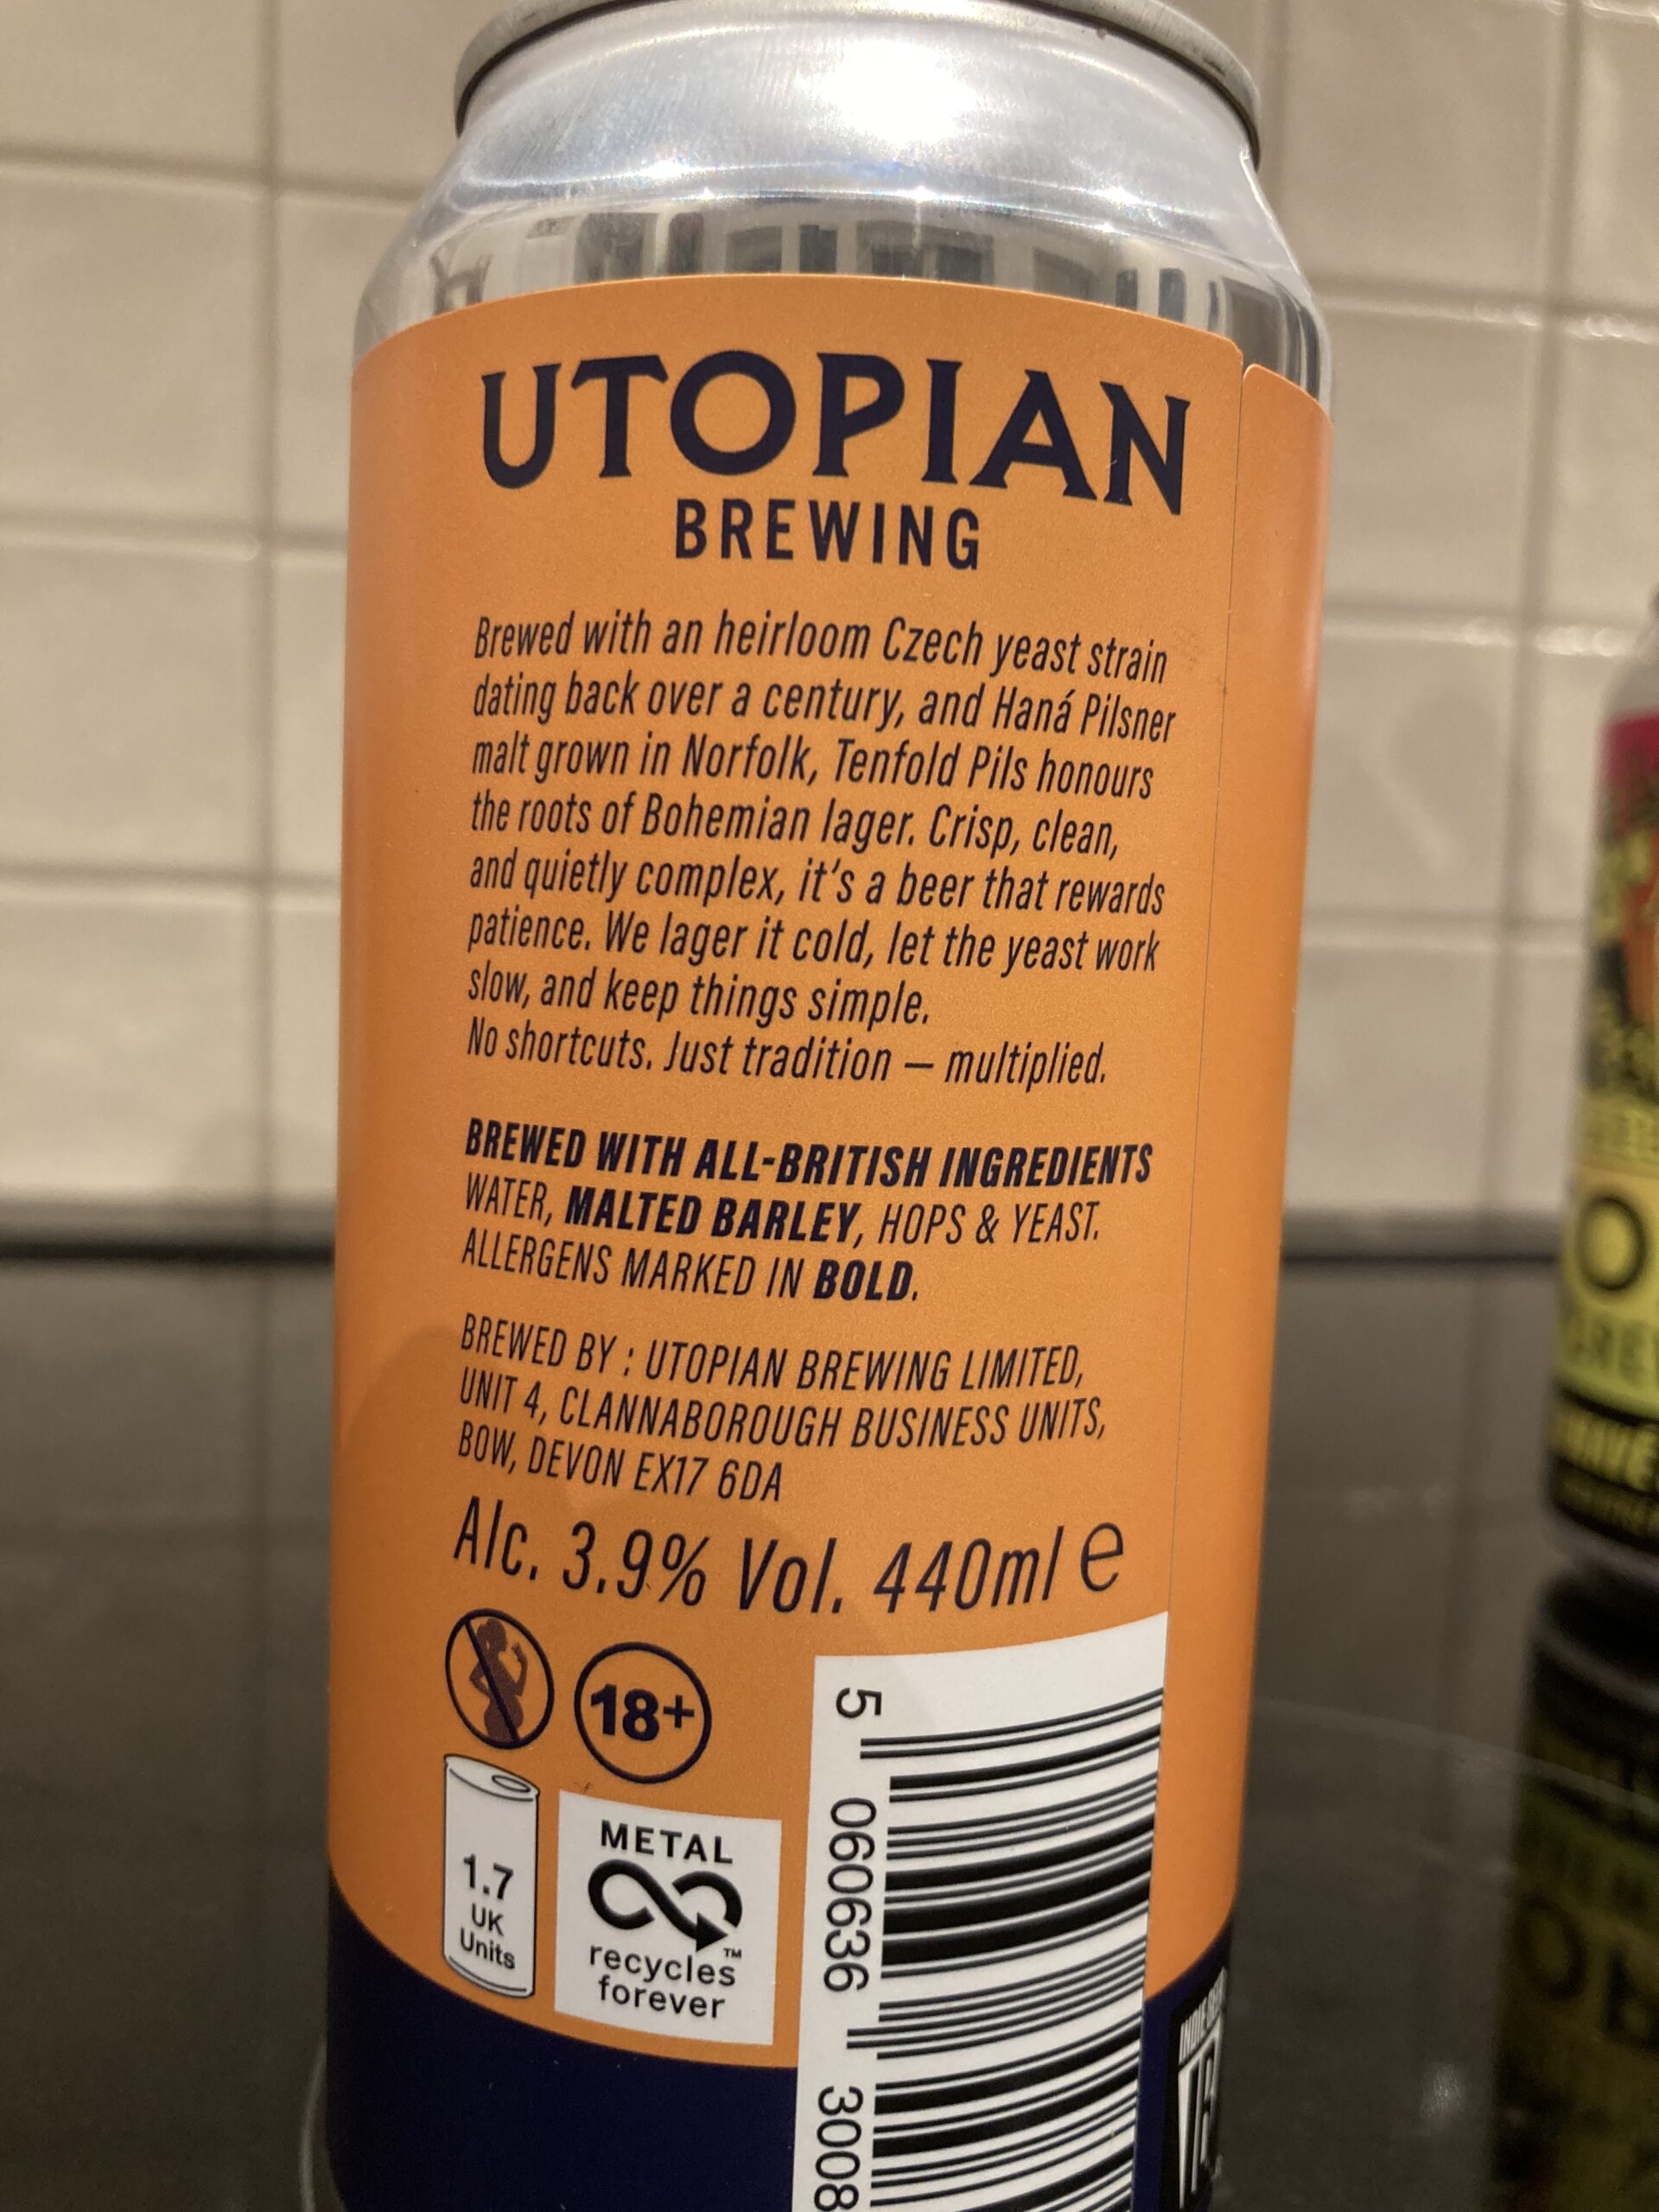 UTOPIAN
BREWING
Brewed with an heirloom Czech yeast strain
dating back over a century, and Haná Pilsner
malt grown in Norfolk, Tenfold Pils honours
the roots of Bohemian lager. Crisp, clean,
and quietly complex, it's a beer that rewards
patience. We lager it cold, let the yeast work
slow, and keep things simple.
No shortcuts. Just tradition – multiplied.
BREWED WITH ALL-BRITISH INGREDIENTS
WATER, MALTED BARLEY, HOPS & YEAST.
ALLERGENS MARKED IN BOLD.
BREWED BY : UTOPIAN BREWING LIMITED,
UNIT 4, CLANNABOROUGH BUSINESS UNITS,
BOW, DEVON EX17 6DA
Alc. 3.9% Vol. 440ml e
18+
1.7
UK
Units
METAL
™
recycles
forever
5 060636 3008
INDIE